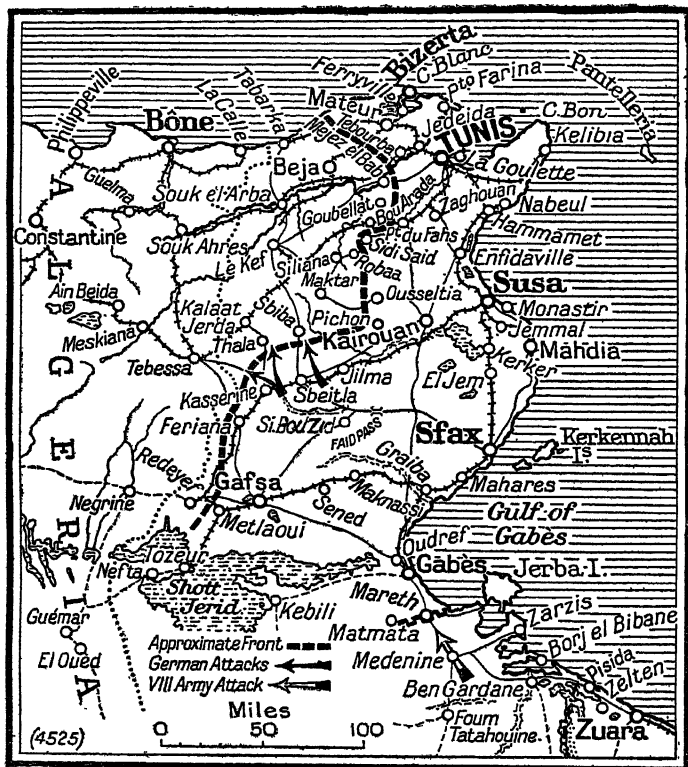 Pantelleria
Bizerta
C. Blanc
Ferryville
Pto Farina
Mateur
Philippeville
Bône
La Calle
Tabarka
Tebourba
Jedeida
C. Bon
Kelibia
TUNIS
La Goulette
Mejez el Bab
Beja
Guelma
Souk el Arba
Goubellat
Bou Arada
Zaghouan
Nabeul
Hammamet
Constantine
Souk Ahres
Pt du Fahs
Sidi Said
Enfidaville
Le Kef
Siliana
Robaa
Maktar
Ousseltia
Susa
Ain Beida
Monastir
Meskiana
Kalaat
Jerda
Sbiba
Pichon
Kairouan
Jemmal
Thala
Kerker
Mahdia
Tebessa
Jilma
El Jem
Kasserine
Sbeitla
Feriana
Si.Bouzid
FAID PASS
Sfax
Kerkennah
Is
Redeyef
Gafsa
Graiba
Mahares
Maknassi
Negrine
Sened
Metlaoui
Gulf of
Gabès
Oudref
Tozeur
Gabès
Jerba I.
Nefta
Shott
Jerid
Mareth
Kebili
Zarzis
Guémar
Matmata
Borj el Bibane
El Oued
Medenine
Pisida
Zelten
Ben Gardane
Foum
Tatahouine
Zuara
ALGERIA
Approximate Front
German Attacks
VIII Army Attack
Miles
0 50 100
(4525)